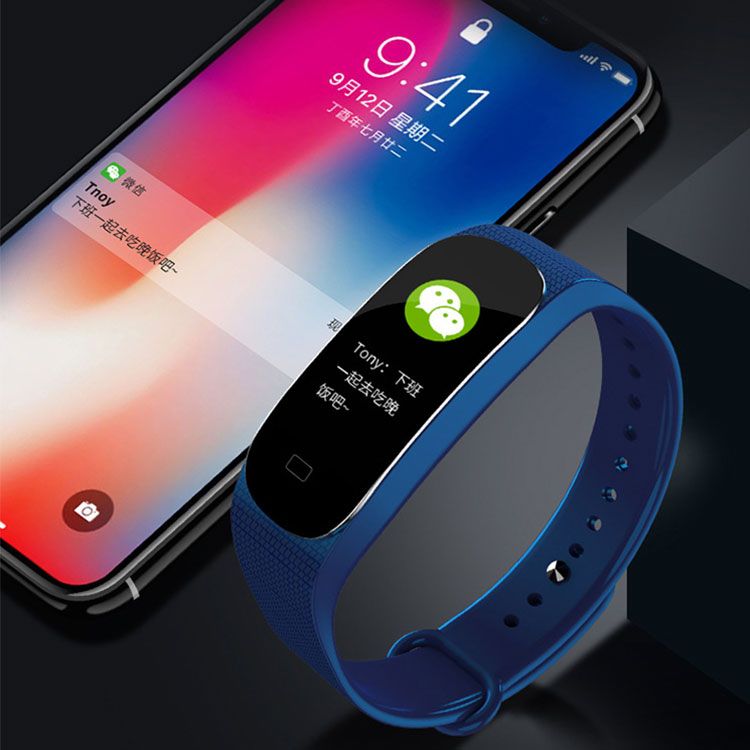 9:41
9月12日 星期二
丁酉年七月廿二
微信
Tnoy
下班一起去吃晚饭吧~
现
Tony: 下班
一起去吃晚
饭吧~